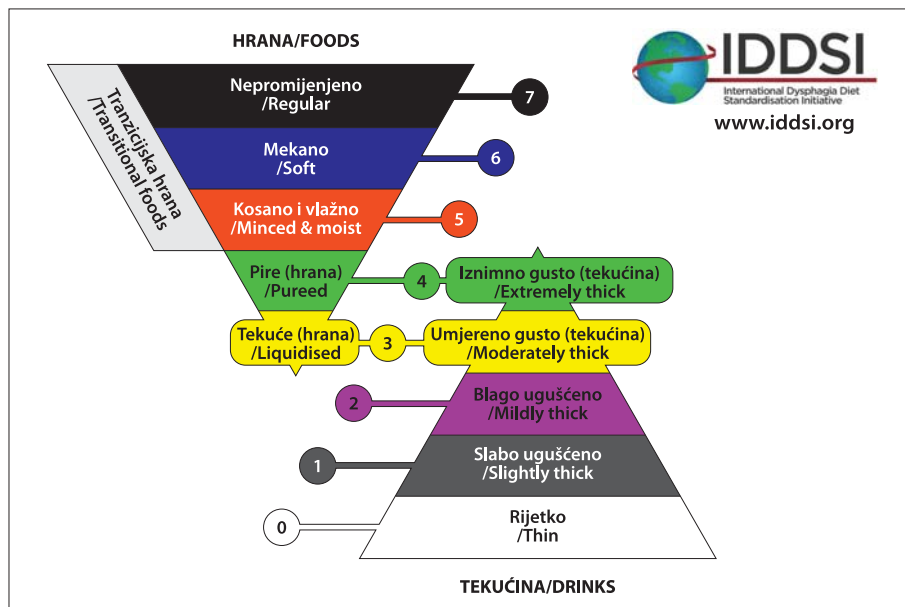 HRANA/FOODS
IDDSI
International Dysphagia Diet
Standardisation Initiative
www.iddsi.org
Tranzicijska hrana
/Transitional foods
Nepromijenjeno
/Regular
7
Mekano
/Soft
6
Kosano i vlažno
/Minced & moist
5
Pire (hrana)
/Pureed
4
Iznimno gusto (tekućina)
/Extremely thick
Tekuće (hrana)
/Liquidised
3
Umjereno gusto (tekućina)
/Moderately thick
2
Blago ugušćeno
/Mildly thick
1
Slabo ugušćeno
/Slightly thick
0
Rijetko
/Thin
TEKUĆINA/DRINKS